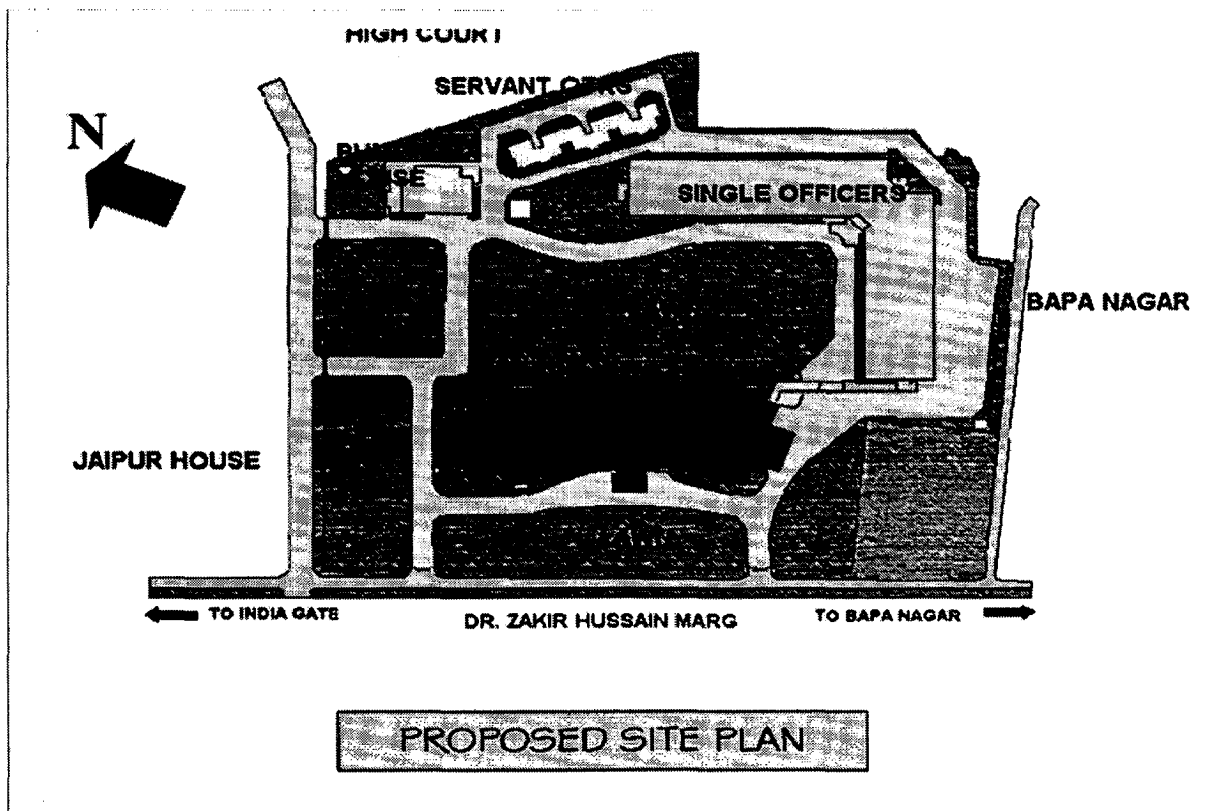 HIGH COURT
SERVANT QTRS
N
SINGLE OFFICERS
BAPA NAGAR
JAIPUR HOUSE
TO INDIA GATE
DR. ZAKIR HUSSAIN MARG
TO BAPA NAGAR
PROPOSED SITE PLAN